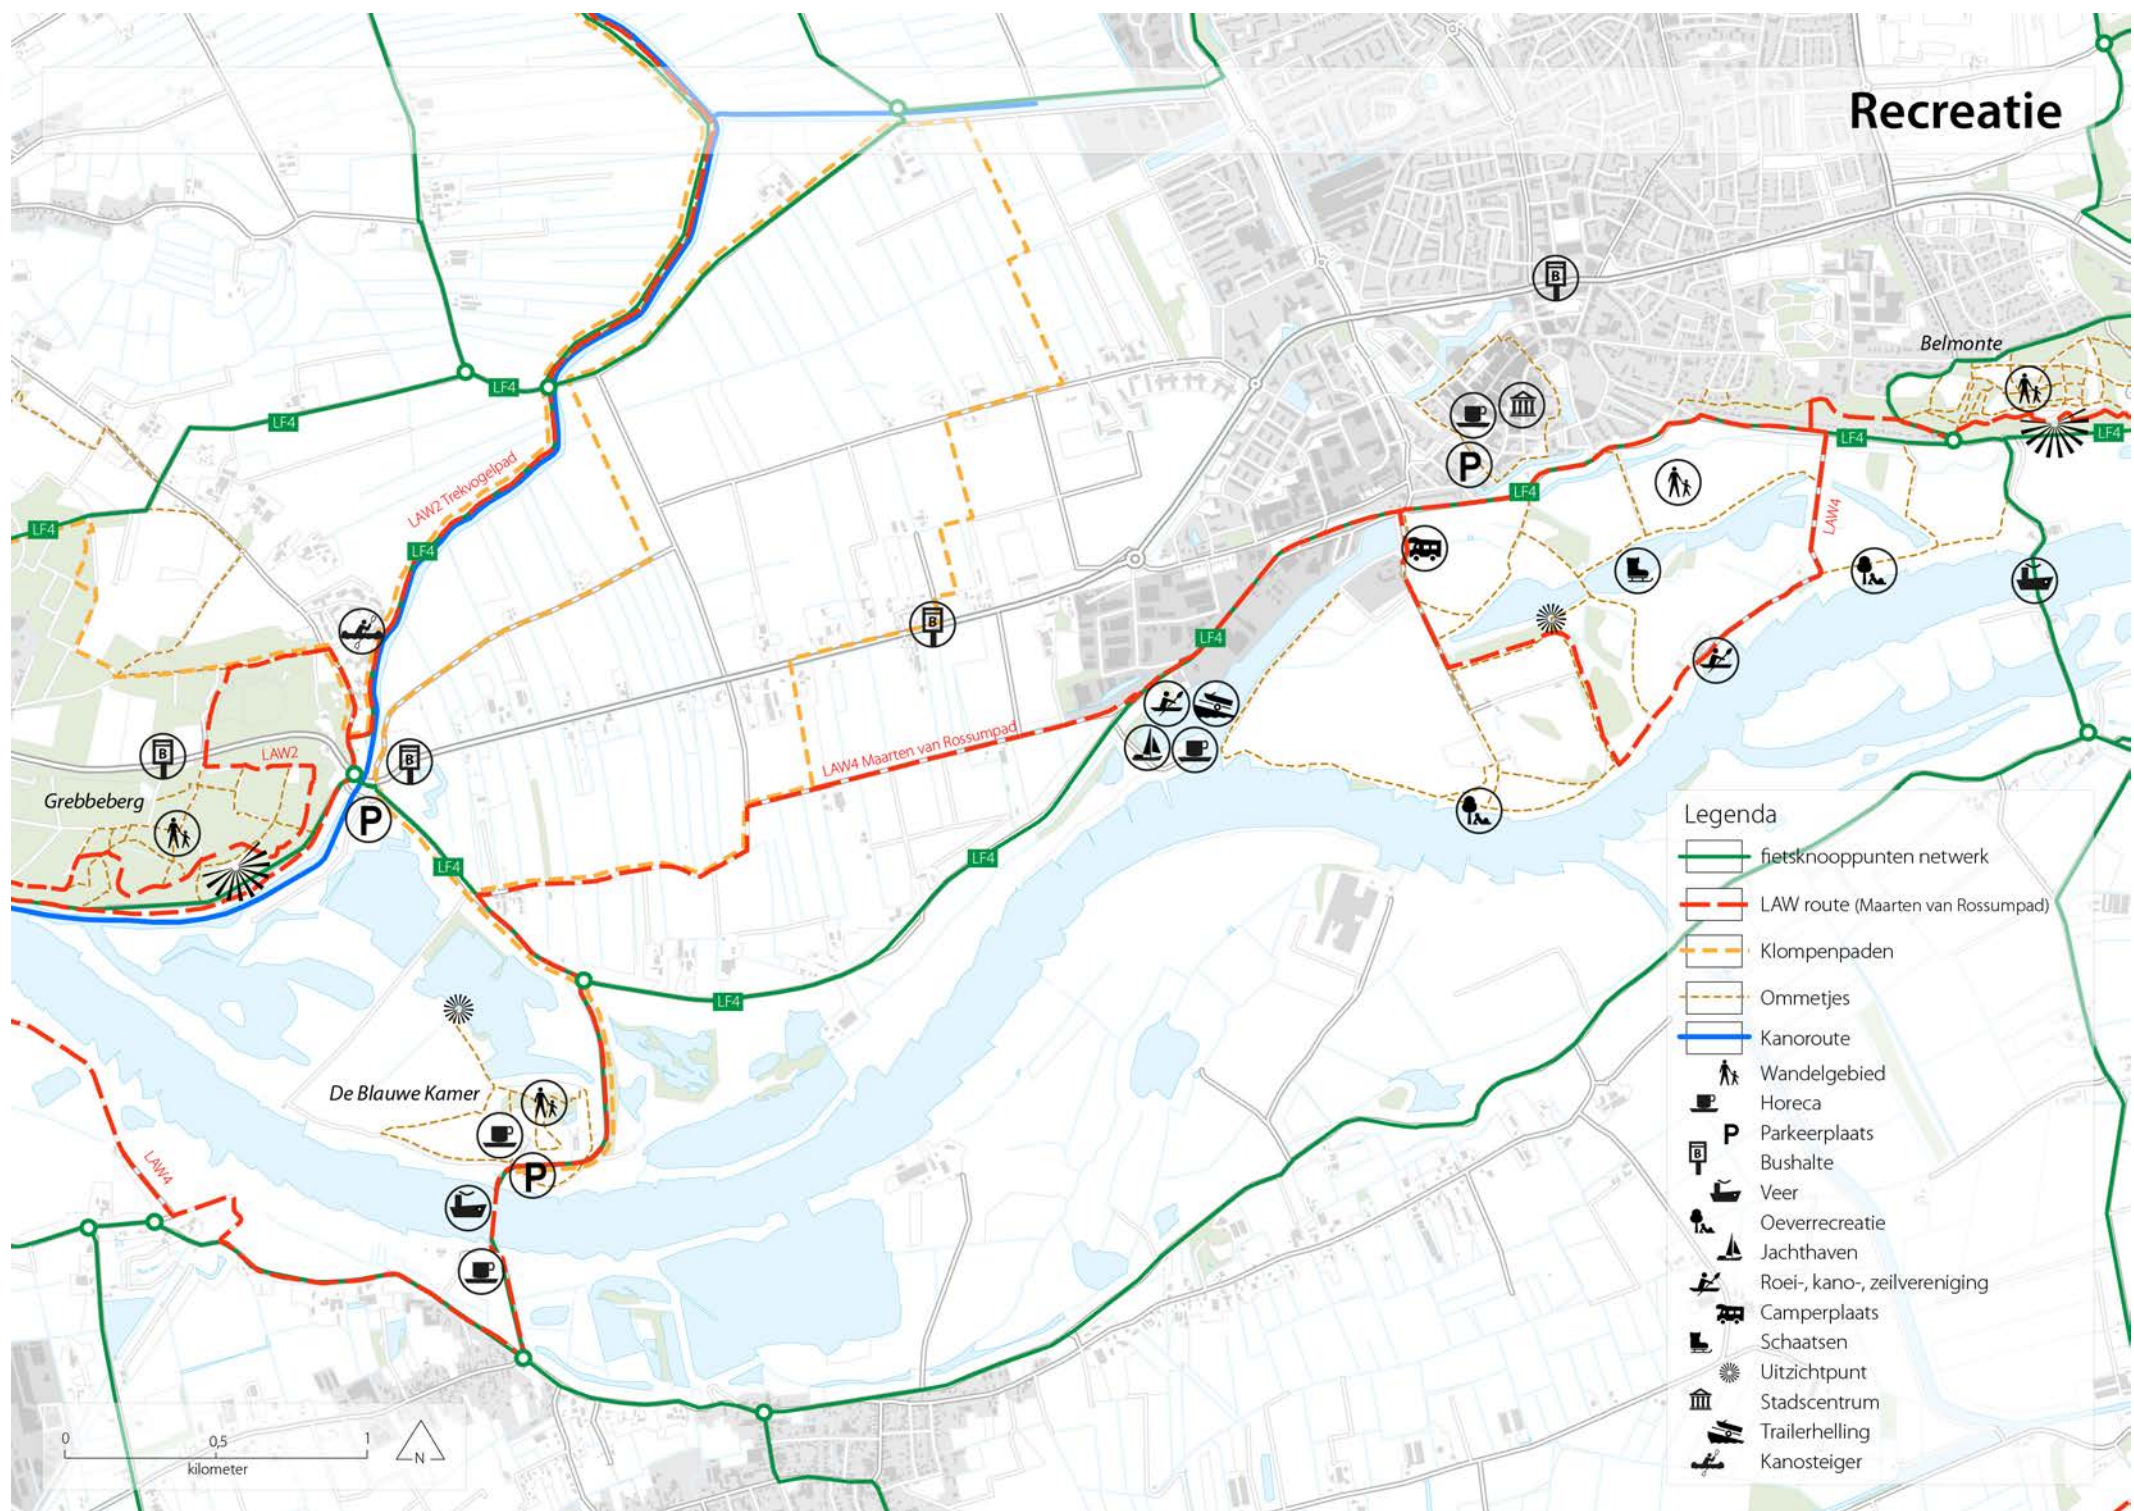 Recreatie
Belmonte
LF4
LF4
LAW2 Trekvogelpad
LF4
LF4
LF4
LF4
LF4
LAW4
B
B
LF4
LAW4 Maarten van Rossumpad
LAW2
B
B
Grebbeberg
P
P
LF4
LF4
LF4
De Blauwe Kamer
P
LAW4
0
0,5
1
kilometer
N
Legenda
fietsknooppunten netwerk
LAW route (Maarten van Rossumpad)
Klompenpaden
Ommetjes
Kanoroute
Wandelgebied
Horeca
P Parkeerplaats
B Bushalte
Veer
Oeverrecreatie
Jachthaven
Roei-, kano-, zeilvereniging
Camperplaats
Schaatsen
Uitzichtpunt
Stadscentrum
Trailerhelling
Kanosteiger